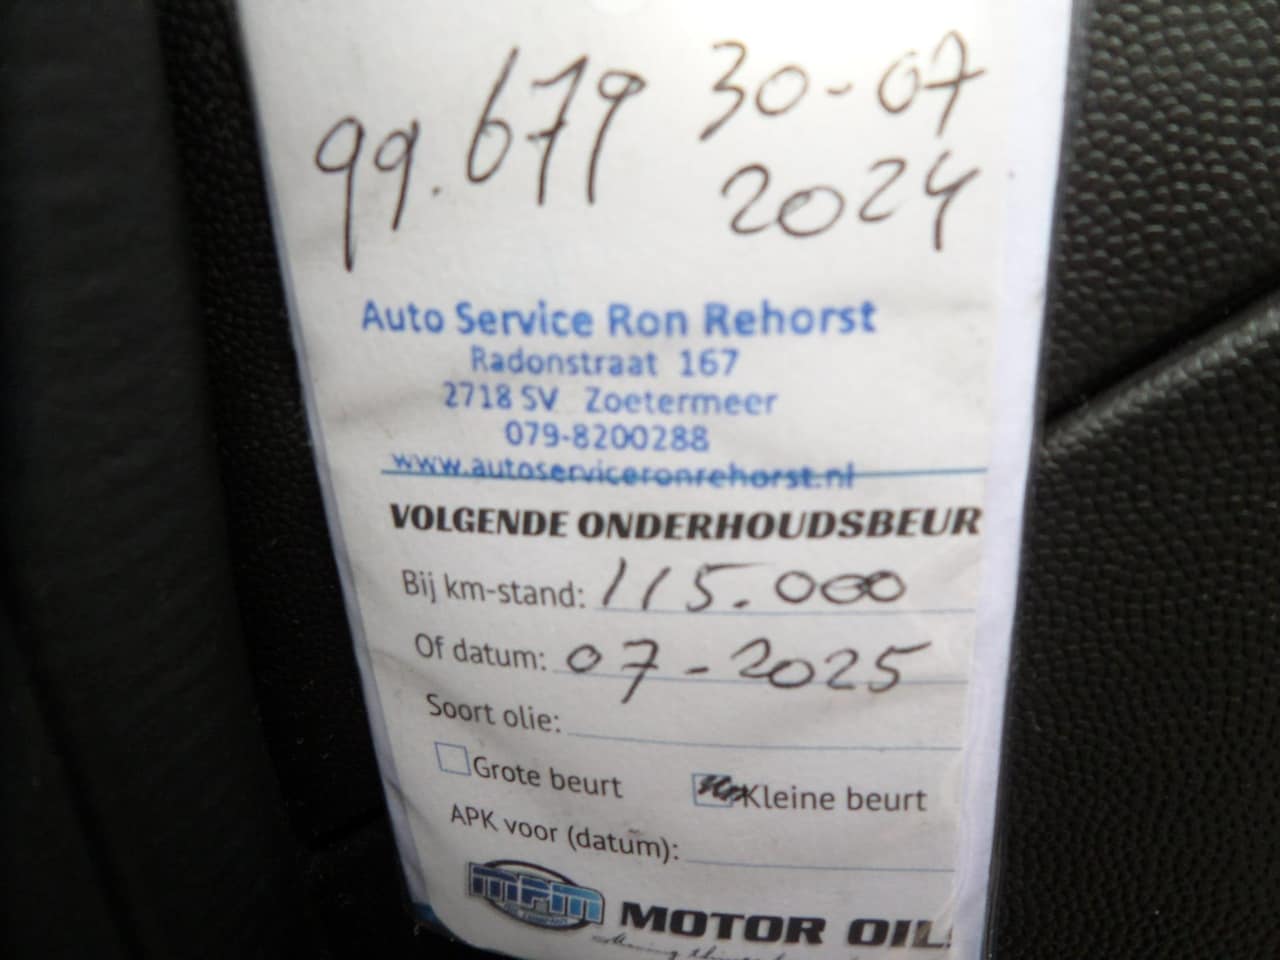 99.679 30-07
2024
Auto Service Ron Rehorst
Radonstraat 167
2718 SV Zoetermeer
079-8200288
www.autoserviceronrehorst.nl
VOLGENDE ONDERHOUDSBEUR
Bij km-stand: 115.000
Of datum: 07-2025
Soort olie:
Grote beurt Kleine beurt
APK voor (datum):
MPM MOTOR OIL